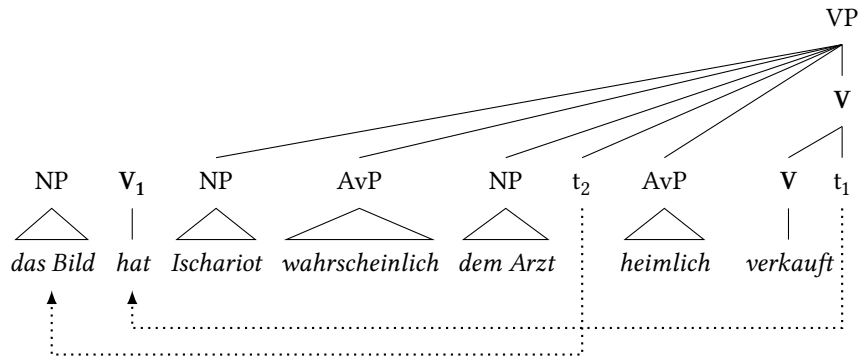 VP
V
NP V₁ NP AvP NP t₂ AvP V t₁
das Bild hat Ischariot wahrscheinlich dem Arzt heimlich verkauft